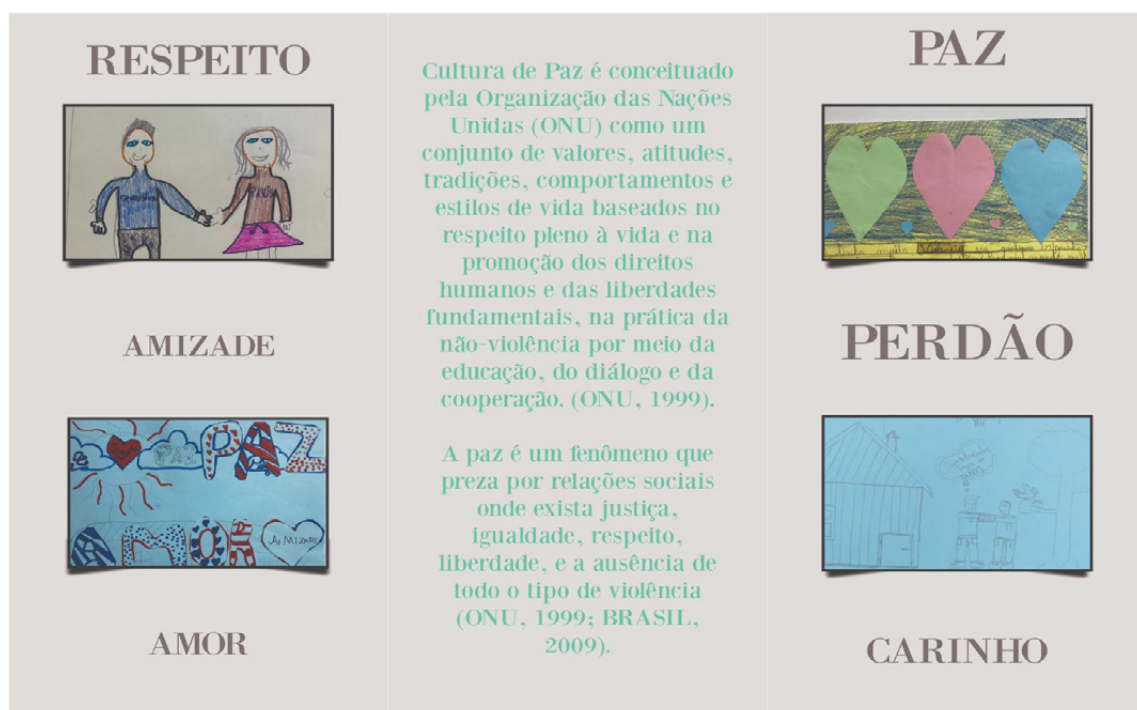 RESPEITO
AMIZADE
PAZ
PAZ
AMOR
AMIZADE
AMOR
Cultura de Paz é conceituado
pela Organização das Nações
Unidas (ONU) como um
conjunto de valores, atitudes,
tradições, comportamentos e
estilos de vida baseados no
respeito pleno à vida e na
promoção dos direitos
humanos e das liberdades
fundamentais, na prática da
não-violência por meio da
educação, do diálogo e da
cooperação. (ONU, 1999).
A paz é um fenômeno que
preza por relações sociais
onde exista justiça,
igualdade, respeito,
liberdade, e a ausência de
todo o tipo de violência
(ONU, 1999; BRASIL,
2009).
PAZ
PERDÃO
CARINHO